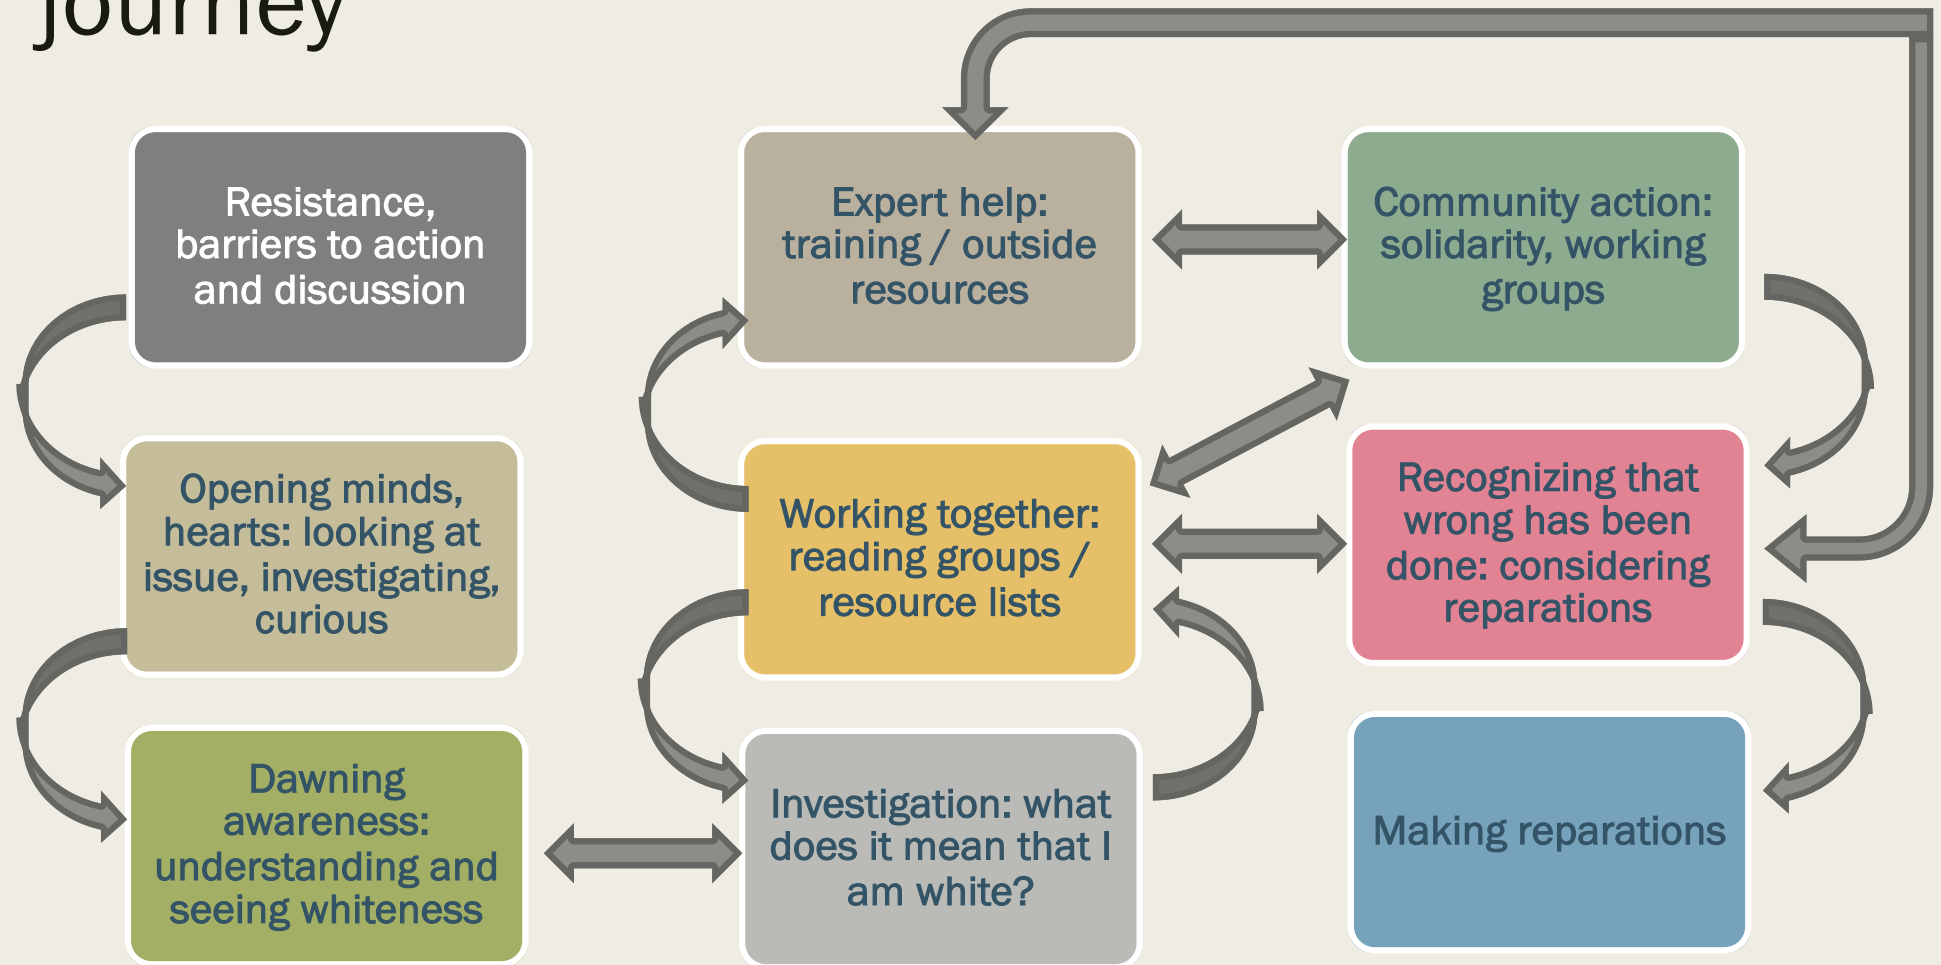 journey
Resistance,
barriers to action
and discussion
Expert help:
training / outside
resources
Community action:
solidarity, working
groups
Opening minds,
hearts: looking at
issue, investigating,
curious
Working together:
reading groups /
resource lists
Recognizing that
wrong has been
done: considering
reparations
Dawning
awareness:
understanding and
seeing whiteness
Investigation: what
does it mean that I
am white?
Making reparations